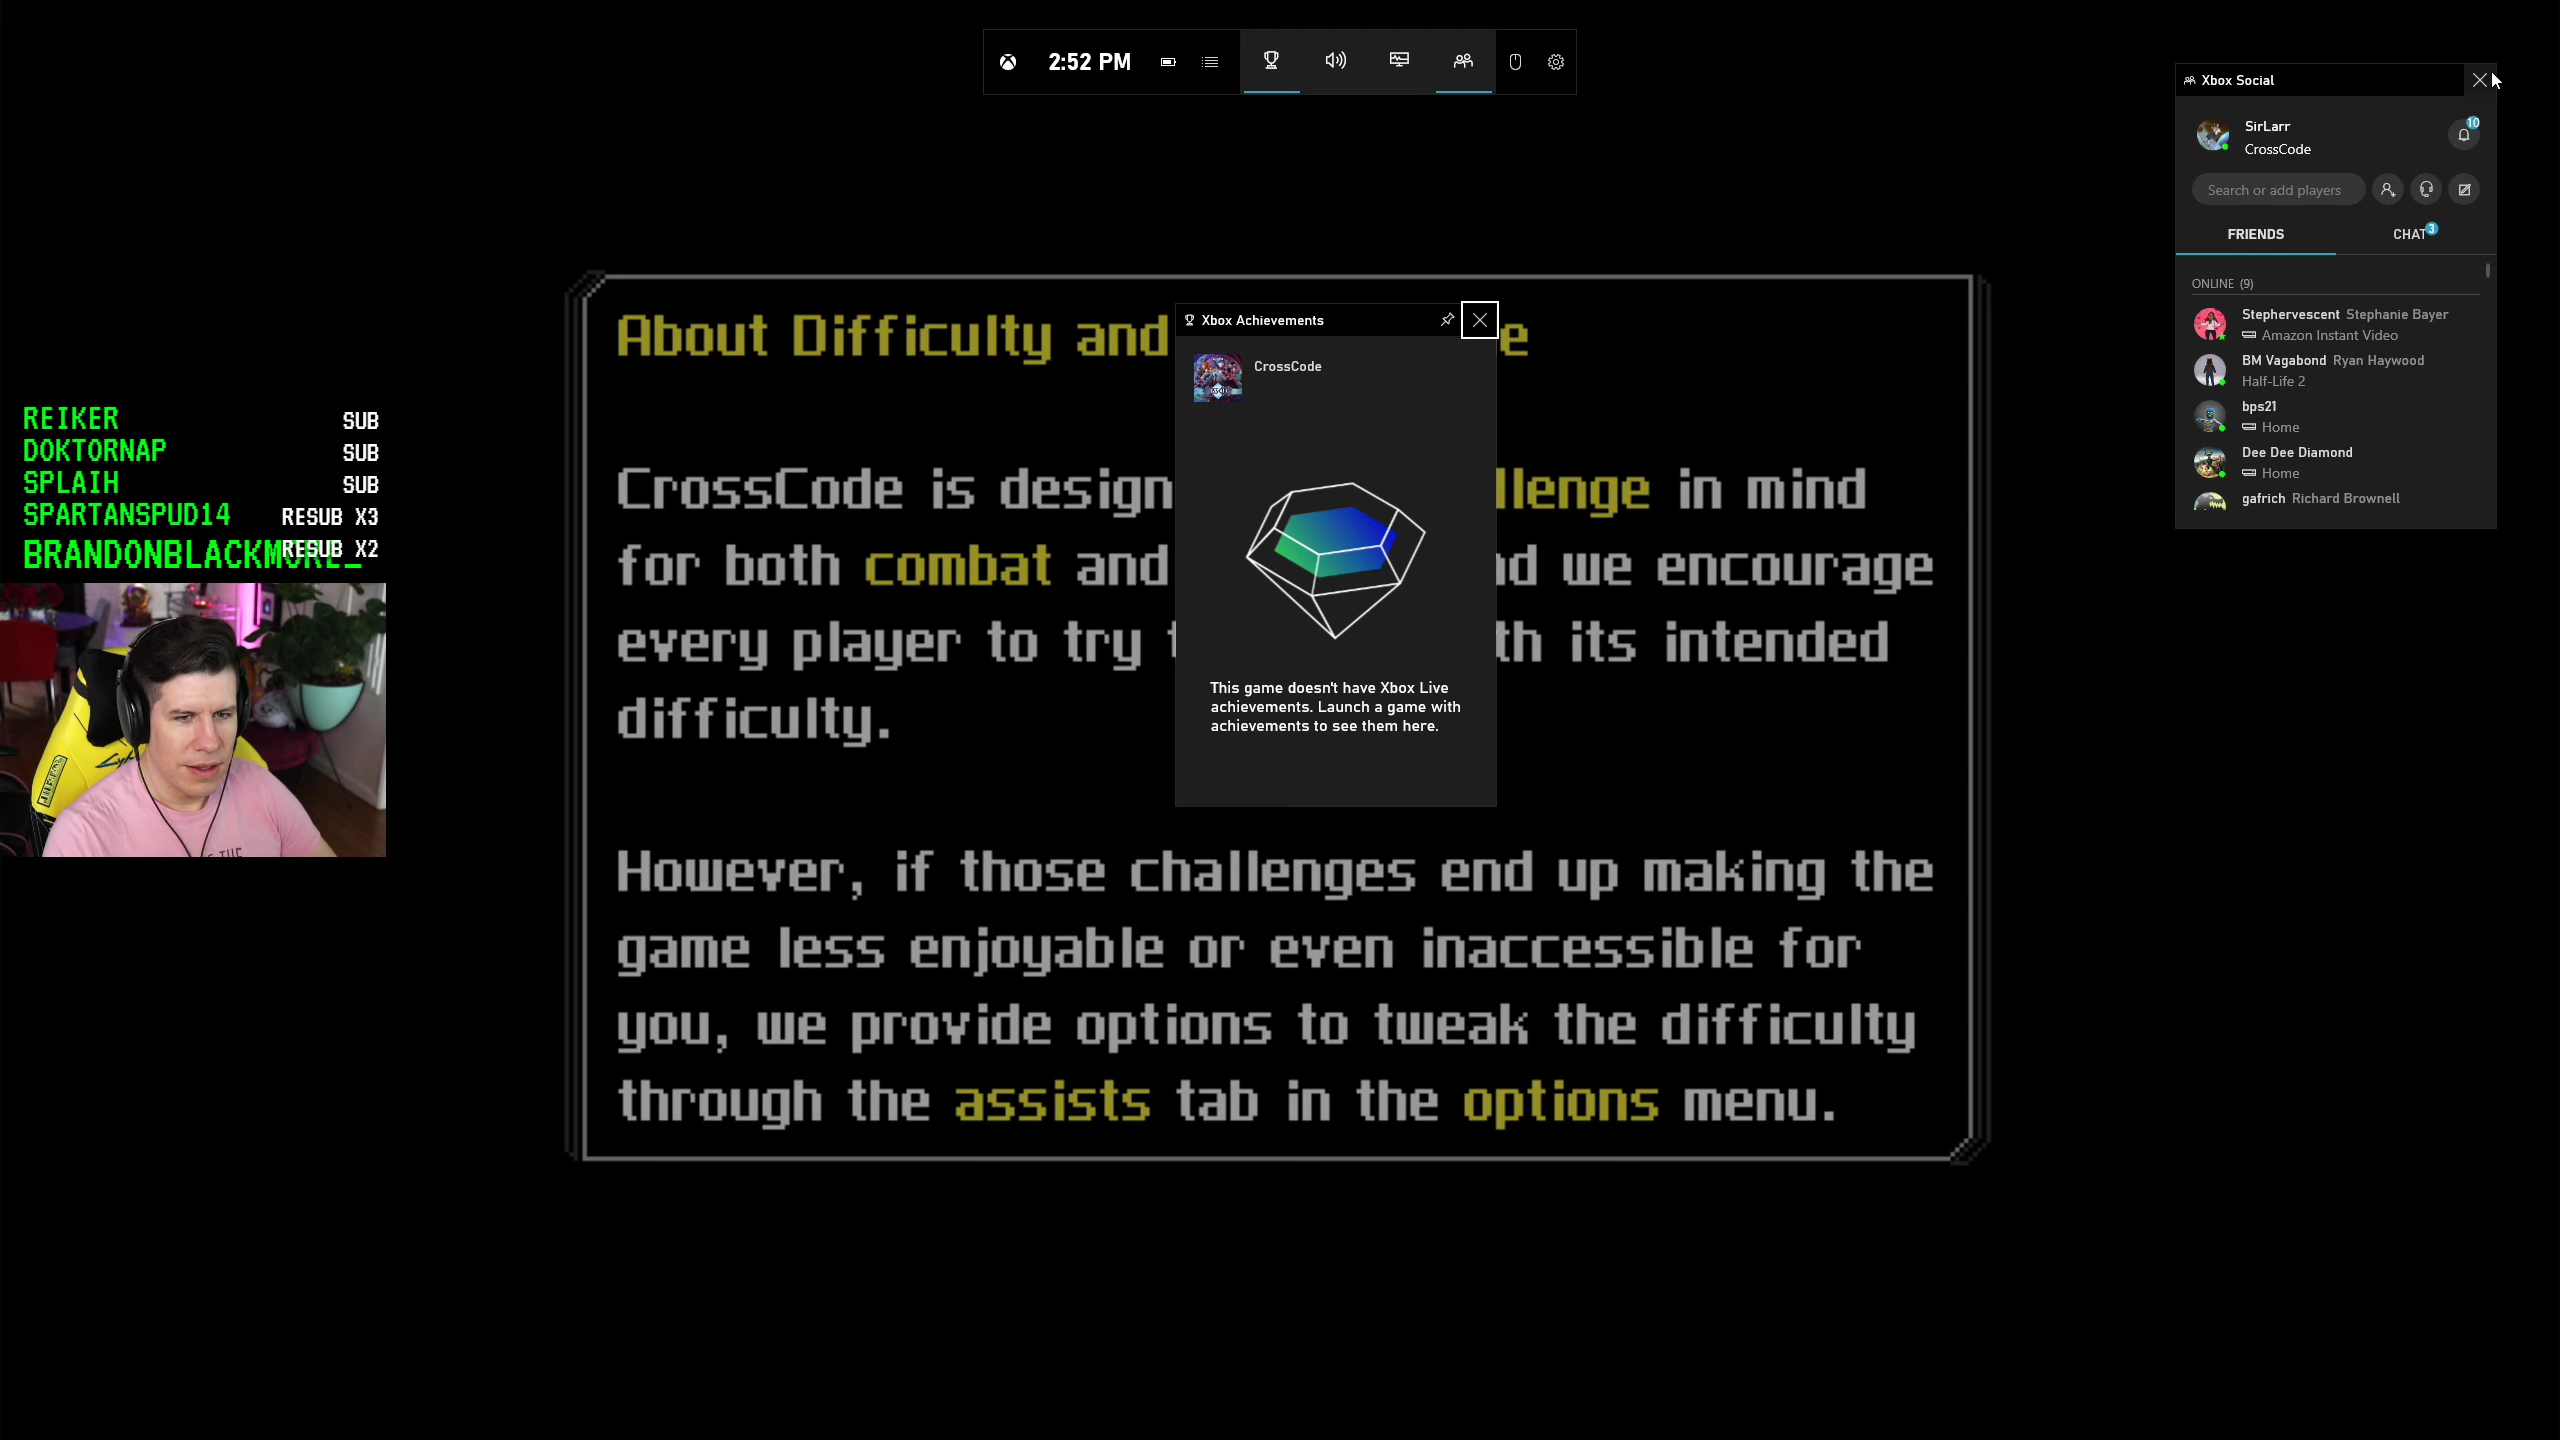 2:52 PM
Xbox Social
SirLarr
CrossCode
10
Search or add players
FRIENDS
CHAT 3
ONLINE (9)
Stephervescent Stephanie Bayer
Amazon Instant Video
BM Vagabond Ryan Haywood
Half-Life 2
bps21
Home
Dee Dee Diamond
Home
gafrich Richard Brownell
Xbox Achievements
CrossCode
This game doesn't have Xbox Live
achievements. Launch a game with
achievements to see them here.
About Difficulty and
CrossCode is design llenge in mind
for both combat and we encourage
every player to try its intended
difficulty.
However, if those challenges end up making the
game less enjoyable or even inaccessible for
you, we provide options to tweak the difficulty
through the assists tab in the options menu.
REIKER SUB
DOKTORNAP SUB
SPLAIH SUB
SPARTANSPUD14 RESUB X3
BRANDONBLACKMORE_ RESUB X2